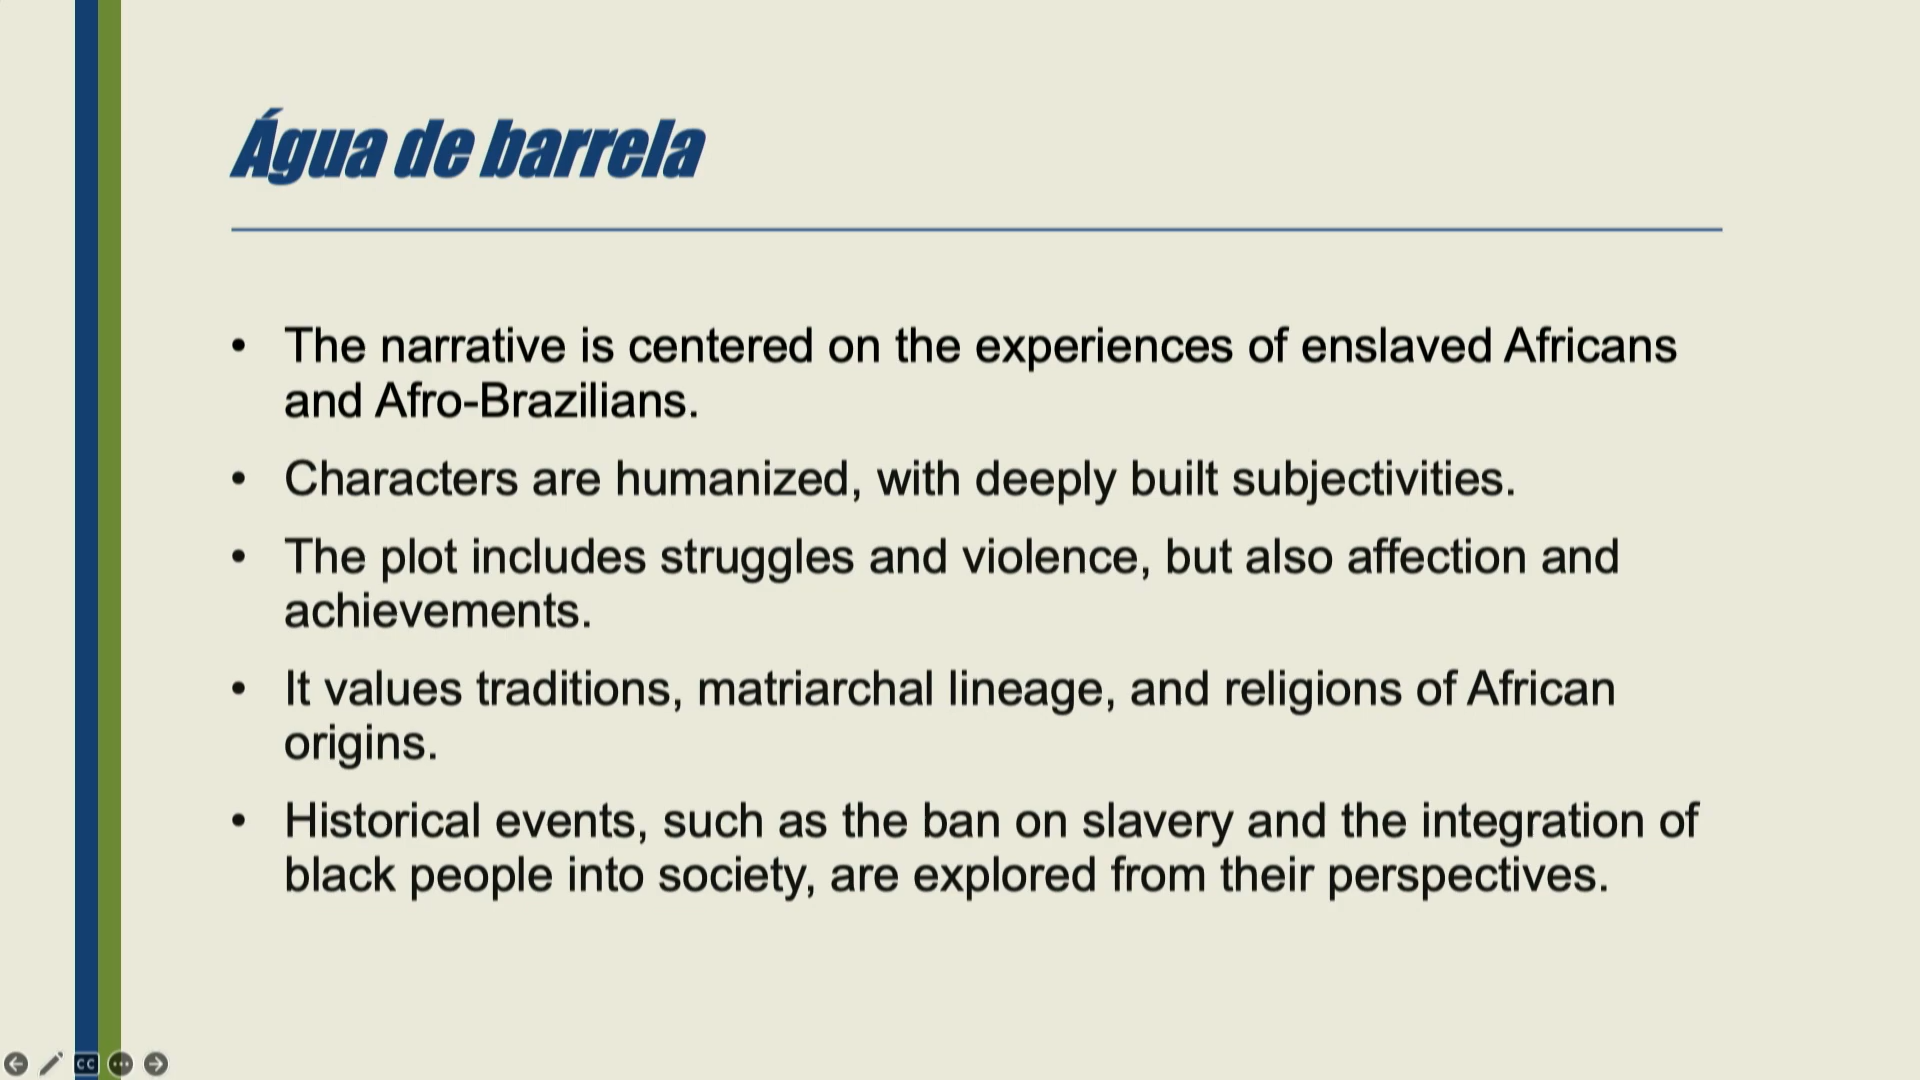 Água de barrela
• The narrative is centered on the experiences of enslaved Africans
and Afro-Brazilians.
• Characters are humanized, with deeply built subjectivities.
• The plot includes struggles and violence, but also affection and
achievements.
• It values traditions, matriarchal lineage, and religions of African
origins.
• Historical events, such as the ban on slavery and the integration of
black people into society, are explored from their perspectives.
CC